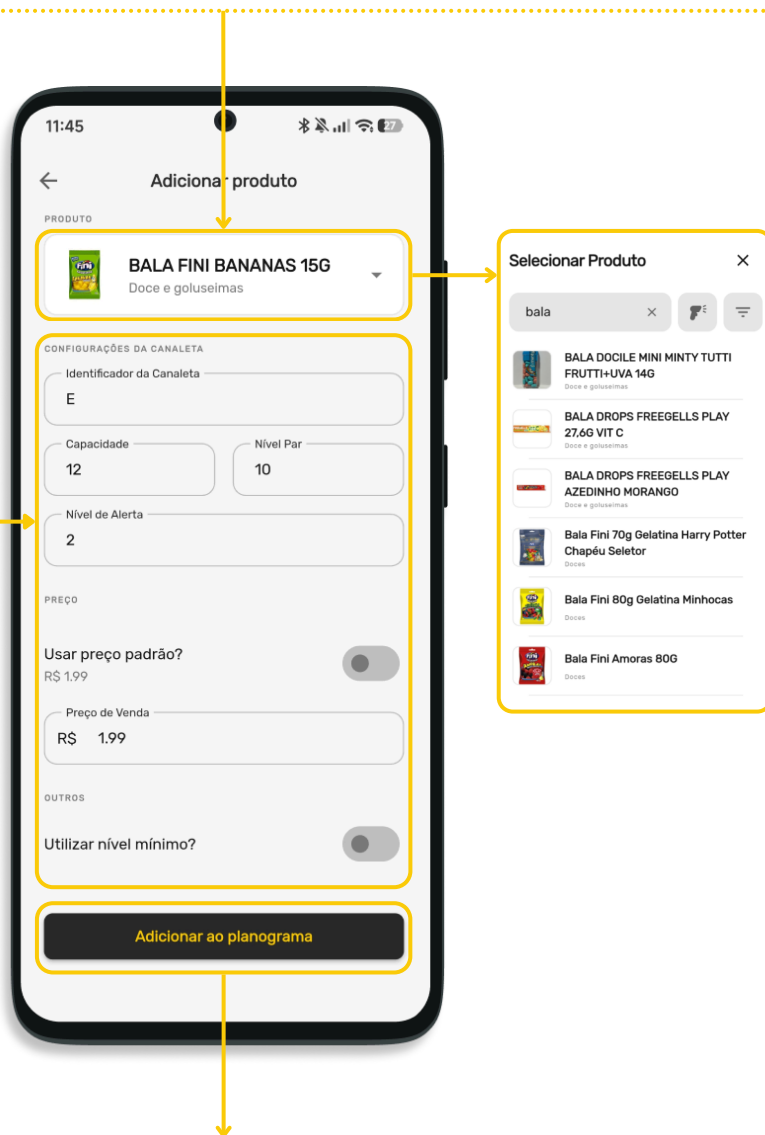 11:45
27
Adicionar produto
PRODUTO
BALA FINI BANANAS 15G
Doce e goluseimas
CONFIGURAÇÕES DA CANALETA
Identificador da Canaleta
E
Capacidade
12
Nível Par
10
Nível de Alerta
2
PREÇO
Usar preço padrão?
R$ 1.99
Preço de Venda
R$ 1.99
OUTROS
Utilizar nível mínimo?
Adicionar ao planograma
Selecionar Produto
bala
BALA DOCILE MINI MINTY TUTTI
FRUTTI+UVA 14G
Doce e goluseimas
BALA DROPS FREEGELLS PLAY
27,6G VIT C
Doce e goluseimas
BALA DROPS FREEGELLS PLAY
AZEDINHO MORANGO
Doce e goluseimas
Bala Fini 70g Gelatina Harry Potter
Chapéu Seletor
Doces
Bala Fini 80g Gelatina Minhocas
Doces
Bala Fini Amoras 80G
Doces